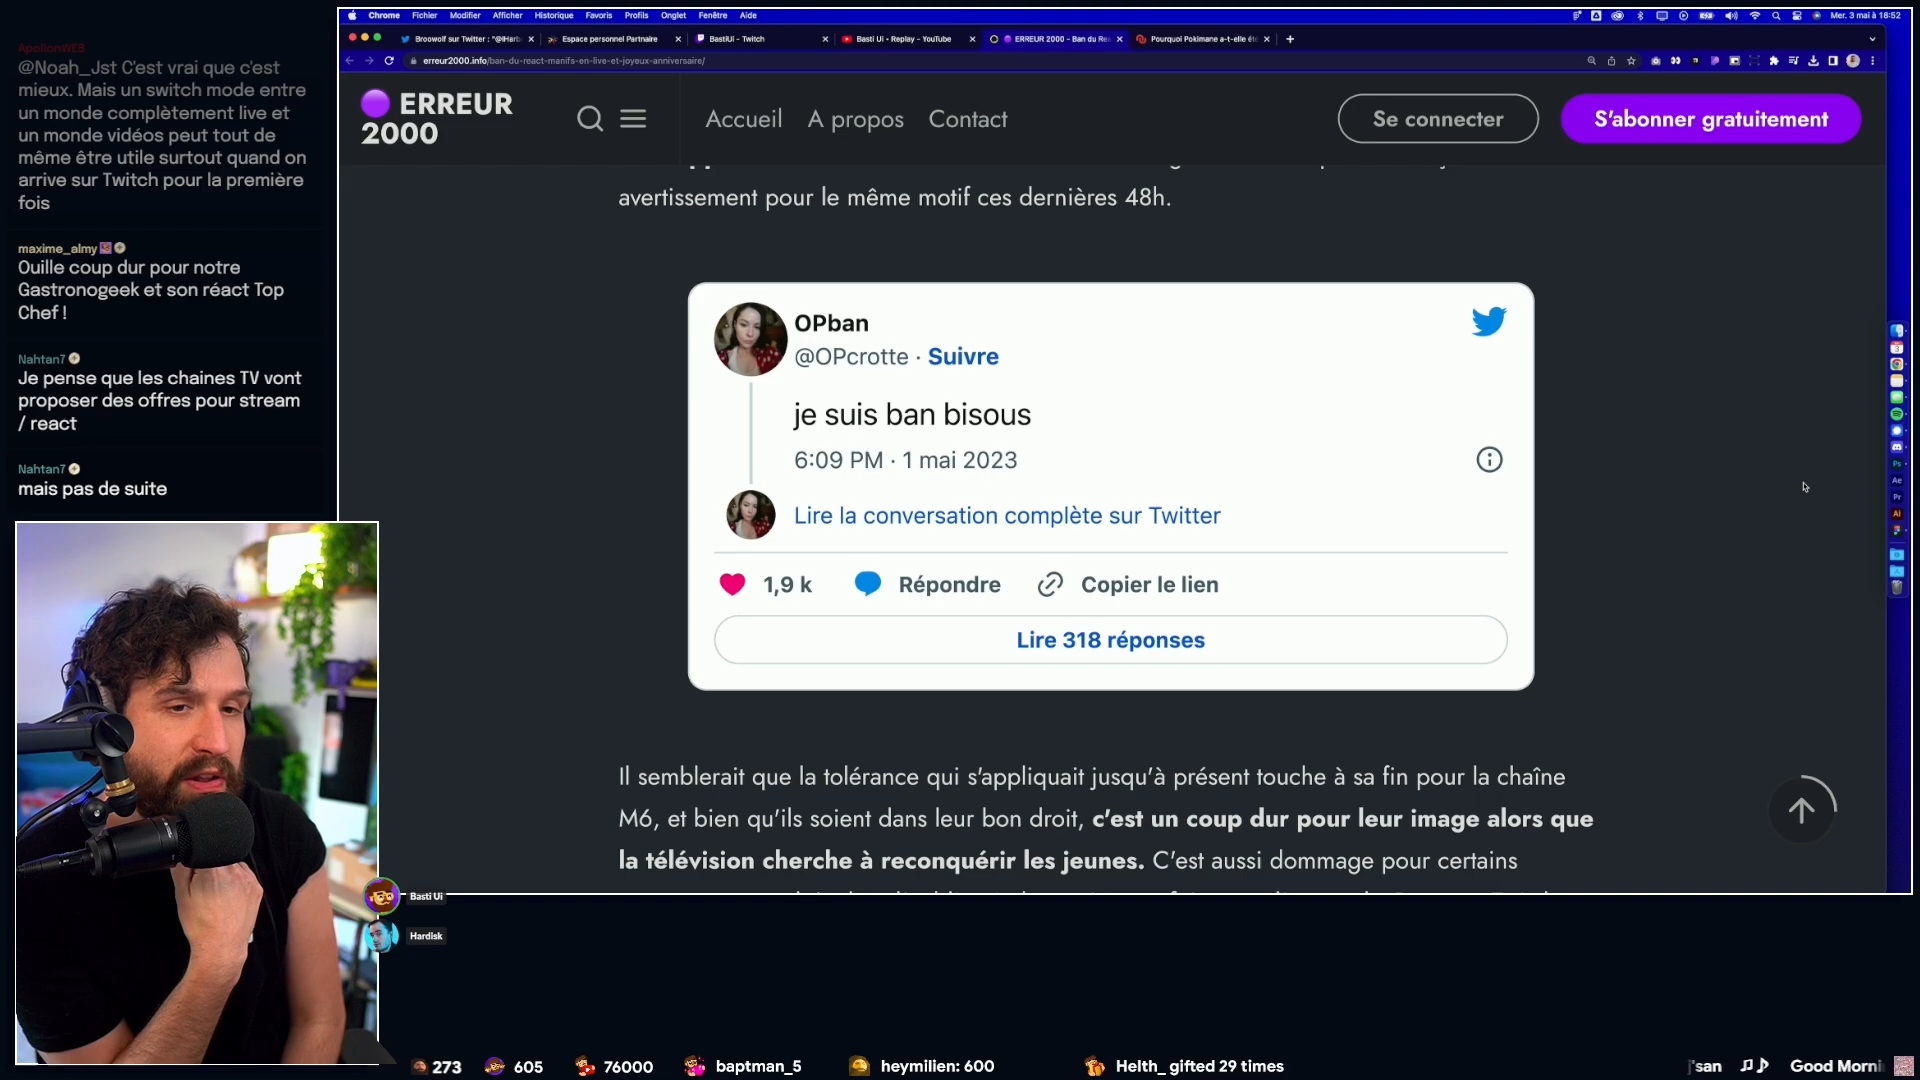 Chrome Fichier Modifier Afficher Historique Favoris Profils Onglet Fenêtre Aide
Mer. 3 mai à 18:52
Broowolf sur Twitter : "@IHarb
Espace personnel Partnaire
BastiUi - Twitch
Basti Ui • Replay - YouTube
ERREUR 2000 - Ban du Re
Pourquoi Pokimane a-t-elle ét
erreur2000.info/ban-du-react-manifs-en-live-et-joyeux-anniversaire/
ERREUR
2000
Accueil A propos Contact
Se connecter
S'abonner gratuitement
avertissement pour le même motif ces dernières 48h.
OPban
@OPcrotte · Suivre
je suis ban bisous
6:09 PM · 1 mai 2023
Lire la conversation complète sur Twitter
1,9 k Répondre Copier le lien
Lire 318 réponses
Il semblerait que la tolérance qui s'appliquait jusqu'à présent touche à sa fin pour la chaîne
M6, et bien qu'ils soient dans leur bon droit, c'est un coup dur pour leur image alors que
la télévision cherche à reconquérir les jeunes. C'est aussi dommage pour certains
ApollonWEB
@Noah_Jst C'est vrai que c'est
mieux. Mais un switch mode entre
un monde complètement live et
un monde vidéos peut tout de
même être utile surtout quand on
arrive sur Twitch pour la première
fois
maxime_almy
Ouille coup dur pour notre
Gastronogeek et son réact Top
Chef !
Nahtan7
Je pense que les chaines TV vont
proposer des offres pour stream
/ react
Nahtan7
mais pas de suite
Ps
Ae
Pr
Ai
Basti Ui
Hardisk
273 605 76000 baptman_5 heymilien: 600 Helth_ gifted 29 times
j'san Good Morni